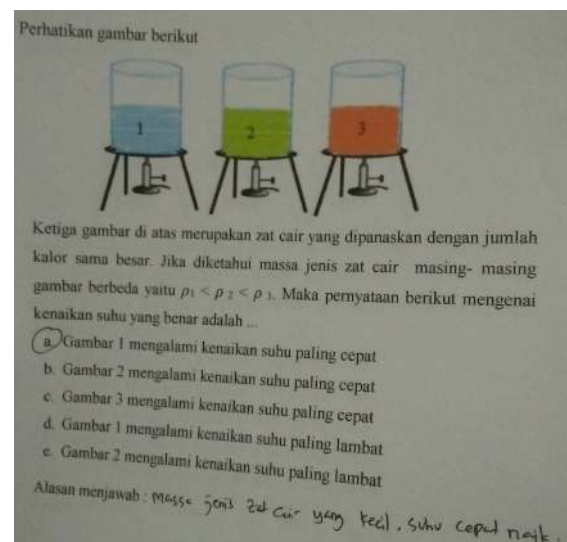 Perhatikan gambar berikut
1 2 3
Ketiga gambar di atas merupakan zat cair yang dipanaskan dengan jumlah
kalor sama besar. Jika diketahui massa jenis zat cair masing- masing
gambar berbeda yaitu ρ₁ < ρ ₂ < ρ ₃. Maka pernyataan berikut mengenai
kenaikan suhu yang benar adalah ...
a. Gambar 1 mengalami kenaikan suhu paling cepat
b. Gambar 2 mengalami kenaikan suhu paling cepat
c. Gambar 3 mengalami kenaikan suhu paling cepat
d. Gambar 1 mengalami kenaikan suhu paling lambat
e. Gambar 2 mengalami kenaikan suhu paling lambat
Alasan menjawab : Massa jenis zat cair yang kecil, suhu cepat naik.